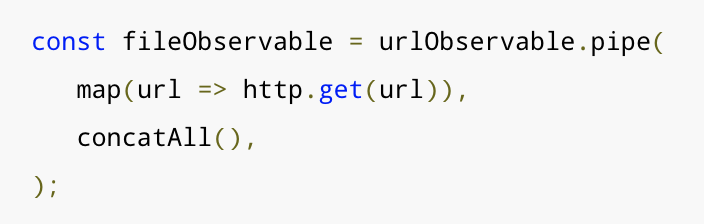 const fileObservable = urlObservable.pipe(
   map(url => http.get(url)),
   concatAll(),
);